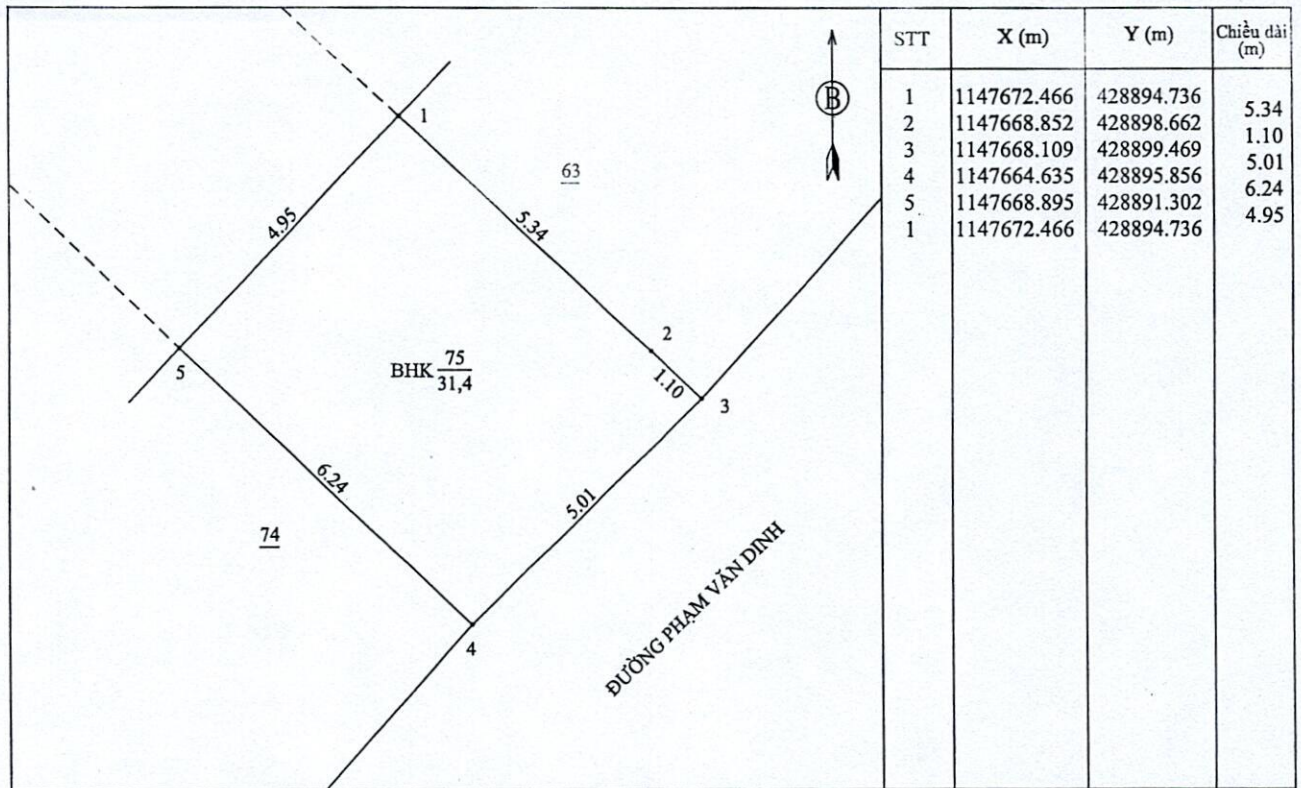 1
63
B
4.95
5.34
2
1.10
3
5
BHK 75
31,4
6.24
5.01
74
4
ĐƯỜNG PHẠM VĂN DINH
STT X (m) Y (m) Chiều dài
(m)
1 1147672.466 428894.736
5.34
2 1147668.852 428898.662
1.10
3 1147668.109 428899.469
5.01
4 1147664.635 428895.856
6.24
5 1147668.895 428891.302
4.95
1 1147672.466 428894.736